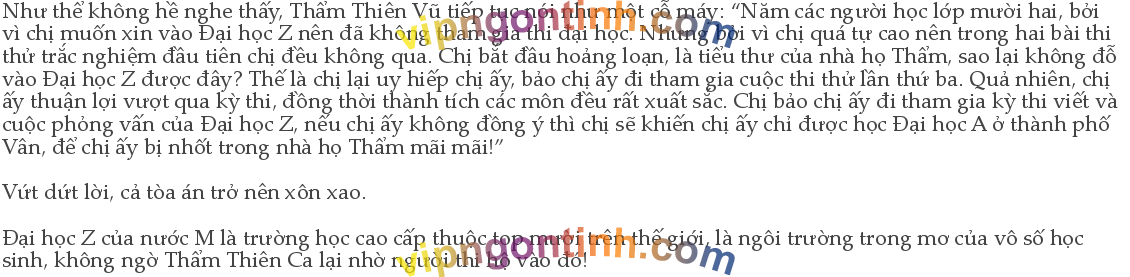 Như thể không hề nghe thấy, Thẩm Thiên Vũ tiếp tục nói như một cỗ máy: “Năm các người học lớp mười hai, bởi
vì chị muốn xin vào Đại học Z nên đã không tham gia thi đại học. Nhưng bởi vì chị quá tự cao nên trong hai bài thi
thử trắc nghiệm đầu tiên chị đều không qua. Chị bắt đầu hoảng loạn, là tiểu thư của nhà họ Thẩm, sao lại không đỗ
vào Đại học Z được đây? Thế là chị lại uy hiếp chị ấy, bảo chị ấy đi tham gia cuộc thi thử lần thứ ba. Quả nhiên, chị
ấy thuận lợi vượt qua kỳ thi, đồng thời thành tích các môn đều rất xuất sắc. Chị bảo chị ấy đi tham gia kỳ thi viết và
cuộc phỏng vấn của Đại học Z, nếu chị ấy không đồng ý thì chị sẽ khiến chị ấy chỉ được học Đại học A ở thành phố
Vân, để chị ấy bị nhốt trong nhà họ Thẩm mãi mãi!”
Vứt dứt lời, cả tòa án trở nên xôn xao.
Đại học Z của nước M là trường học cao cấp thuộc top mười trên thế giới, là ngôi trường trong mơ của vô số học
sinh, không ngờ Thẩm Thiên Ca lại nhờ người thi hộ vào đó!
vipngontinh.com
vipngontinh.com